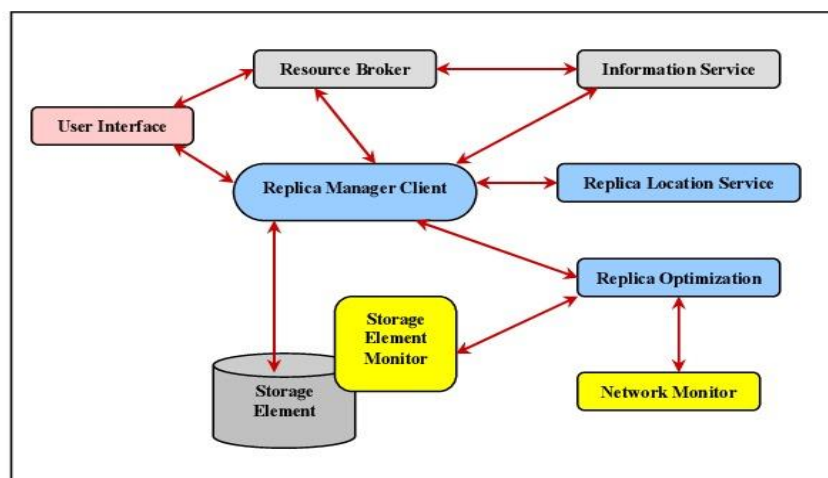 Resource Broker
Information Service
User Interface
Replica Manager Client
Replica Location Service
Replica Optimization
Storage
Element
Monitor
Storage
Element
Network Monitor